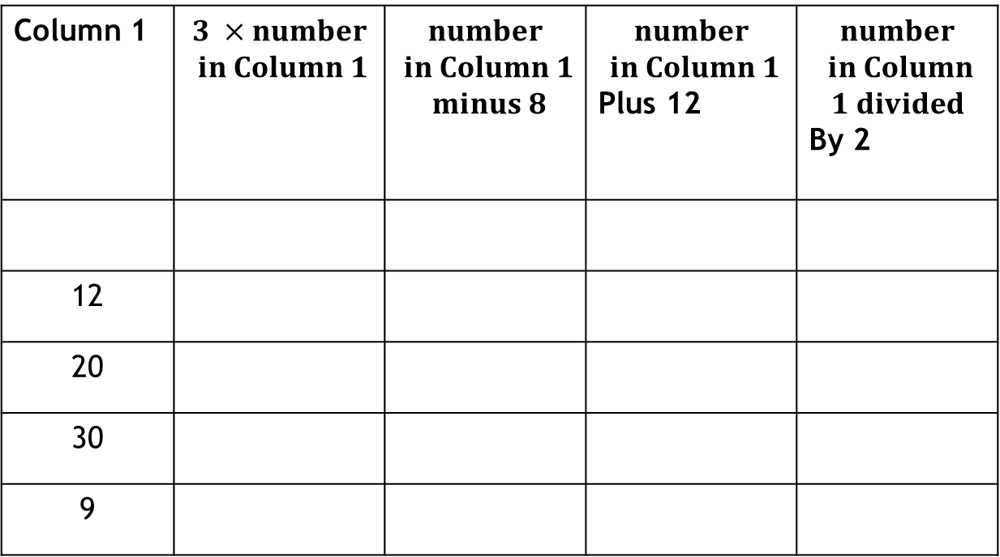 Column 1
3 × number
in Column 1
number
in Column 1
minus 8
number
in Column 1
Plus 12
number
in Column
1 divided
By 2
12
20
30
9